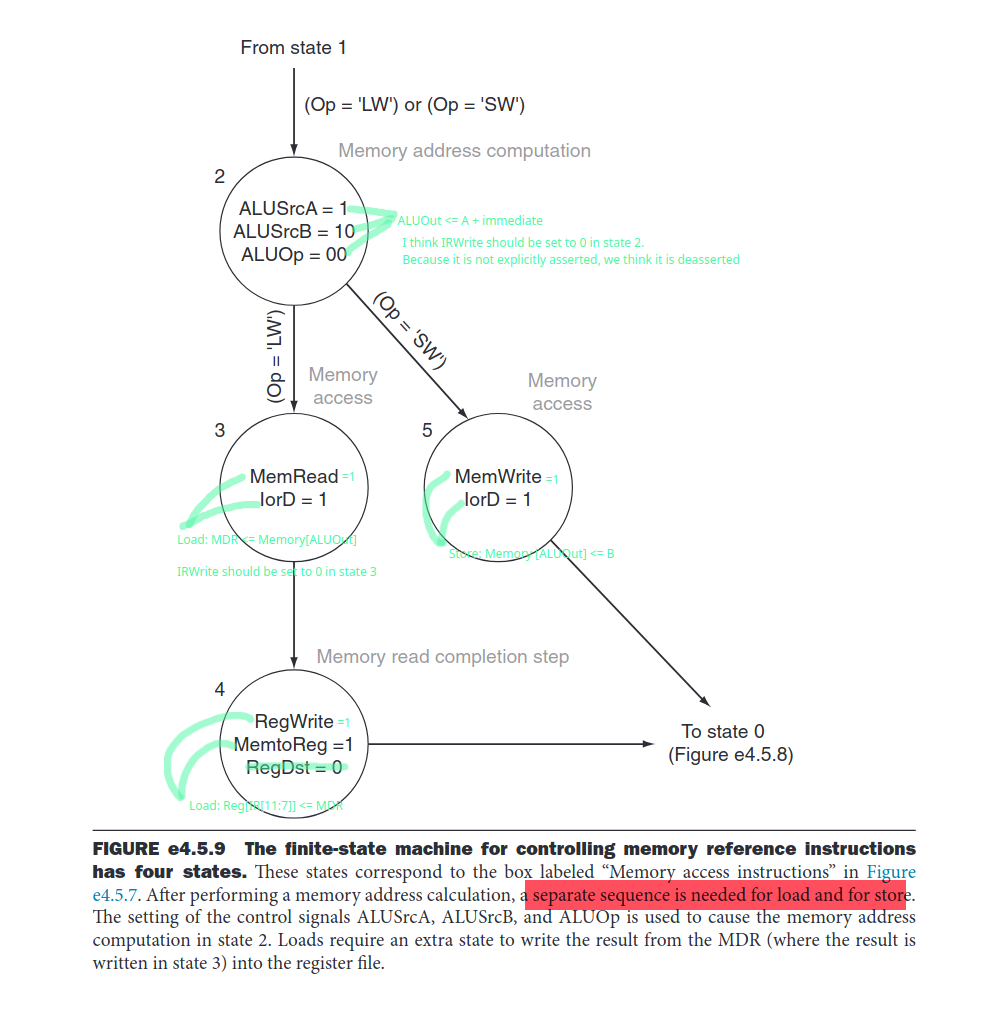 From state 1
(Op = 'LW') or (Op = 'SW')
Memory address computation
2
ALUSrcA = 1
ALUSrcB = 10
ALUOp = 00
ALUOut <= A + immediate
I think IRWrite should be set to 0 in state 2.
Because it is not explicitly asserted, we think it is deasserted
(Op = 'LW')
(Op = 'SW')
Memory
access
Memory
access
3
MemRead =1
IorD = 1
Load: MDR <= Memory[ALUOut]
IRWrite should be set to 0 in state 3
5
MemWrite =1
IorD = 1
Store: Memory [ALUOut] <= B
Memory read completion step
4
RegWrite =1
MemtoReg =1
RegDst = 0
Load: Reg[IR[11:7]] <= MDR
To state 0
(Figure e4.5.8)
FIGURE e4.5.9 The finite-state machine for controlling memory reference instructions
has four states. These states correspond to the box labeled “Memory access instructions” in Figure
e4.5.7. After performing a memory address calculation, a separate sequence is needed for load and for store.
The setting of the control signals ALUSrcA, ALUSrcB, and ALUOp is used to cause the memory address
computation in state 2. Loads require an extra state to write the result from the MDR (where the result is
written in state 3) into the register file.